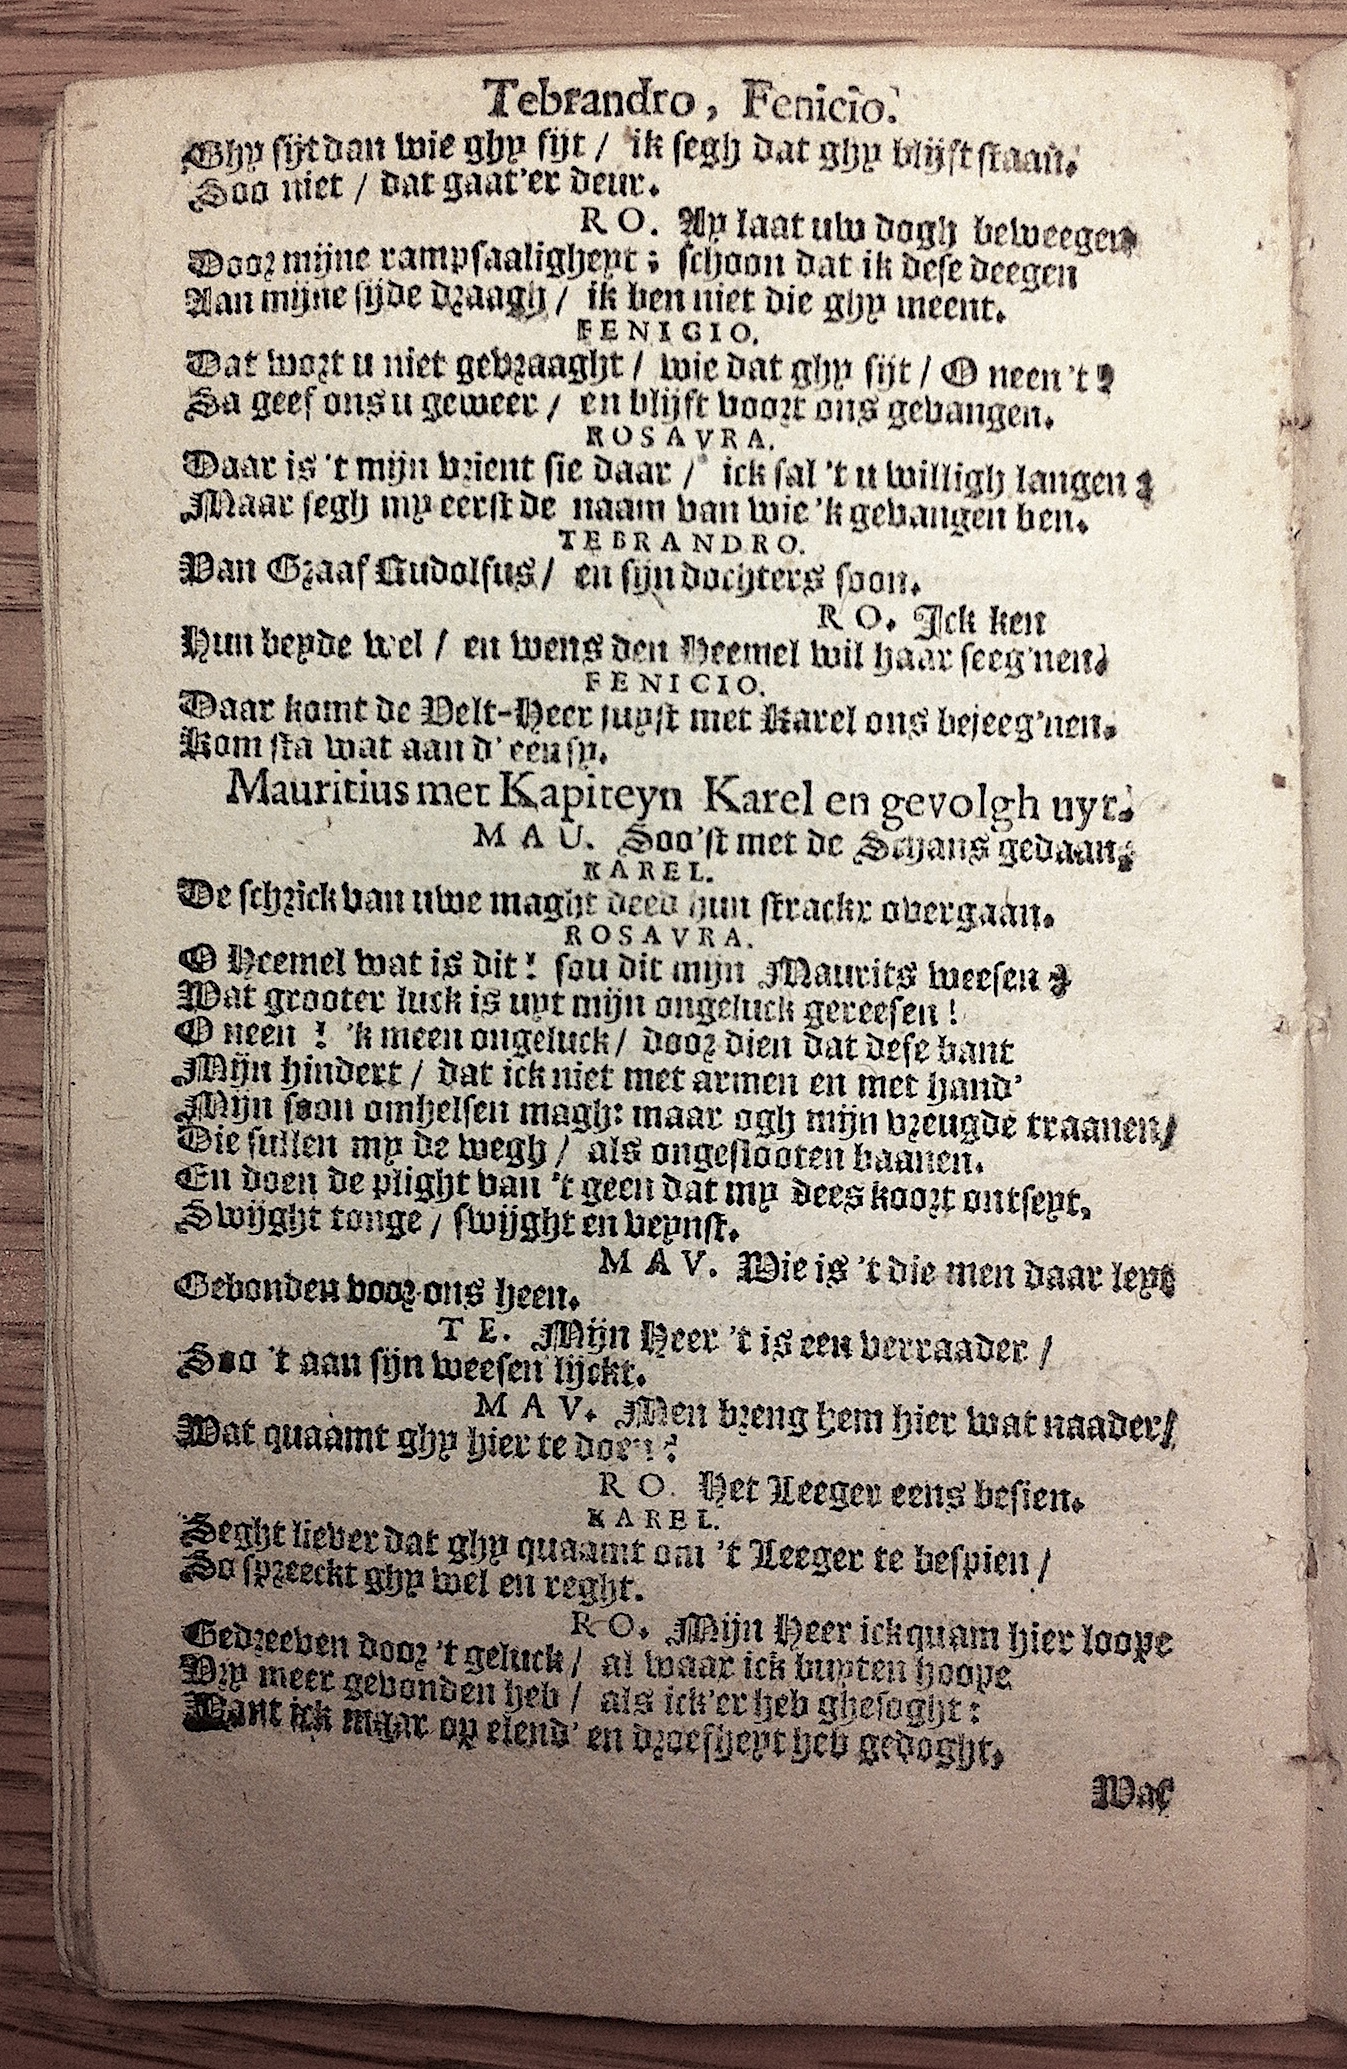 Tebrandro, Fenicio.
Ghy sijt dan wie ghy sijt / ik segh dat ghy blijft staan.
Soo niet / dat gaat'er deur.
RO. Ay laat uw dogh beweegen
Door mijne rampsaaligheyt; schoon dat ik dese deegen
Aan mijne sijde draagh / ik ben niet die ghy meent.
FENICIO.
Dat wort u niet gevraaght / wie dat ghy sijt / O neen't?
Sa geef ons u geweer / en blijft voort ons gevangen.
ROSAVRA.
Daar is 't mijn vrient sie daar / ick sal 't u willigh langen;
Maar segh my eerst de naam van wie 'k gevangen ben.
TEBRANDRO.
Van Graaf Rudolfus / en sijn dochters soon.
RO. Ick ken
Hun beyde wel / en wens den Heemel wil haar seeg'nen.
FENICIO.
Daar komt de Velt-Heer juyst met Karel ons bejeeg'nen.
Kom sta wat aan d'een sy.
Mauritius met Kapiteyn Karel en gevolgh uyt.
MAU. Soo'st met de Schans gedaan;
KAREL.
De schrick van uwe maght deed hun strackx overgaan.
ROSAVRA.
O Heemel wat is dit! sou dit mijn Maurits weesen?
Wat grooter luck is uyt mijn ongeluck gereesen!
O neen! 'k meen ongeluck / door dien dat dese bant
Mijn hindert / dat ick niet met armen en met hand'
Mijn soon omhelsen magh: maar ogh mijn vreugde traanen /
Die sullen my de wegh / als ongeslooten baanen.
En doen de plight van 't geen dat my dees koort ontseyt.
Swijght tonge / swijght en veynst.
MAV. Wie is 't die men daar leyt
Gebonden voor ons heen.
TE. Mijn Heer 't is een verraader /
Soo 't aan sijn weesen lijckt.
MAV. Men breng hem hier wat naader /
Wat quaamt ghy hier te doen?
RO. Het Leeger eens besien.
KAREL.
Seght liever dat ghy quaamt om 't Leeger te bespien /
So spreeckt ghy wel en reght.
RO. Mijn Heer ick quam hier loope
Gedreeven door 't geluck / al waar ick buyten hoope
Vry meer gevonden heb / als ick'er heb ghesoght:
Want ick maar op elend' en droefheyt heb gedoght.
Was